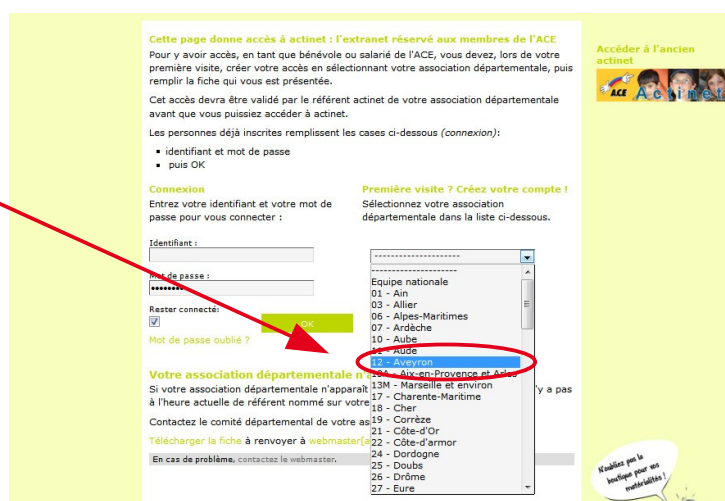 Cette page donne accès à actinet : l'extranet réservé aux membres de l'ACE
Pour y avoir accès, en tant que bénévole ou salarié de l'ACE, vous devez, lors de votre
première visite, créer votre accès en sélectionnant votre association départementale, puis
remplir la fiche qui vous est présentée.
Cet accès devra être validé par le référent actinet de votre association départementale
avant que vous puissiez accéder à actinet.
Les personnes déjà inscrites remplissent les cases ci-dessous (connexion):
identifiant et mot de passe
puis OK
Accéder à l'ancien
actinet
ACE Actinet
Connexion
Entrez votre identifiant et votre mot de
passe pour vous connecter :
Identifiant :
Mot de passe :
Rester connecté:
OK
Mot de passe oublié ?
Première visite ? Créez votre compte !
Sélectionnez votre association
départementale dans la liste ci-dessous.
--------------------
--------------------
Equipe nationale
01 - Ain
03 - Allier
06 - Alpes-Maritimes
07 - Ardèche
10 - Aube
11 - Aude
12 - Aveyron
13A - Aix-en-Provence et Arles
13M - Marseille et environ
17 - Charente-Maritime
18 - Cher
19 - Corrèze
21 - Côte-d'Or
22 - Côte-d'armor
24 - Dordogne
25 - Doubs
26 - Drôme
27 - Eure
Votre association départementale n'a
Si votre association départementale n'apparaît 'y a pas
à l'heure actuelle de référent nommé sur votre
Contactez le comité départemental de votre as
Télécharger la fiche à renvoyer à webmaster[a
En cas de problème, contactez le webmaster.
N'oubliez pas la
boutique pour vos
matérialités !